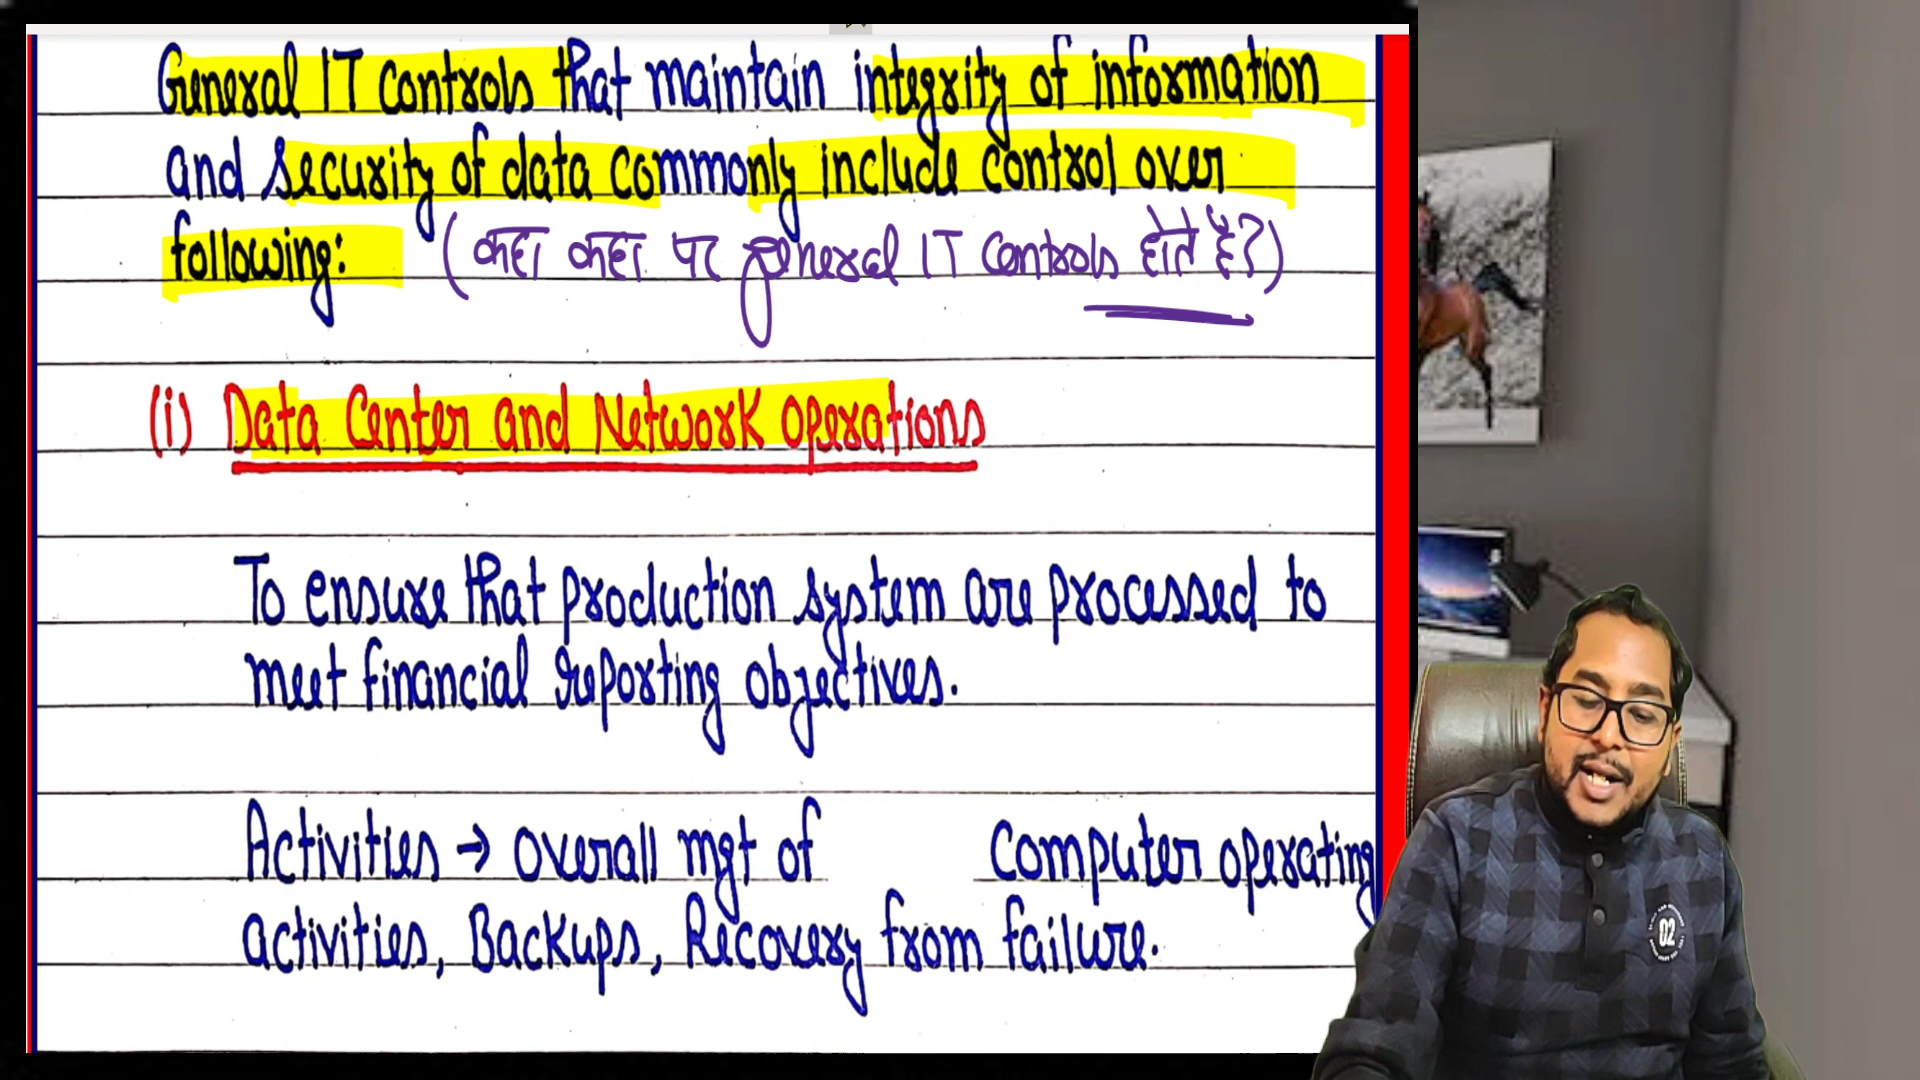 General IT controls that maintain integrity of information
and security of data commonly include control over
following: (कहा कहा पर general IT controls होते हैं?)
(i) Data Center and Network operations
To ensure that production system are processed to
meet financial reporting objectives.
Activities → overall mgt of Computer operating
activities, Backups, Recovery from failure.
02